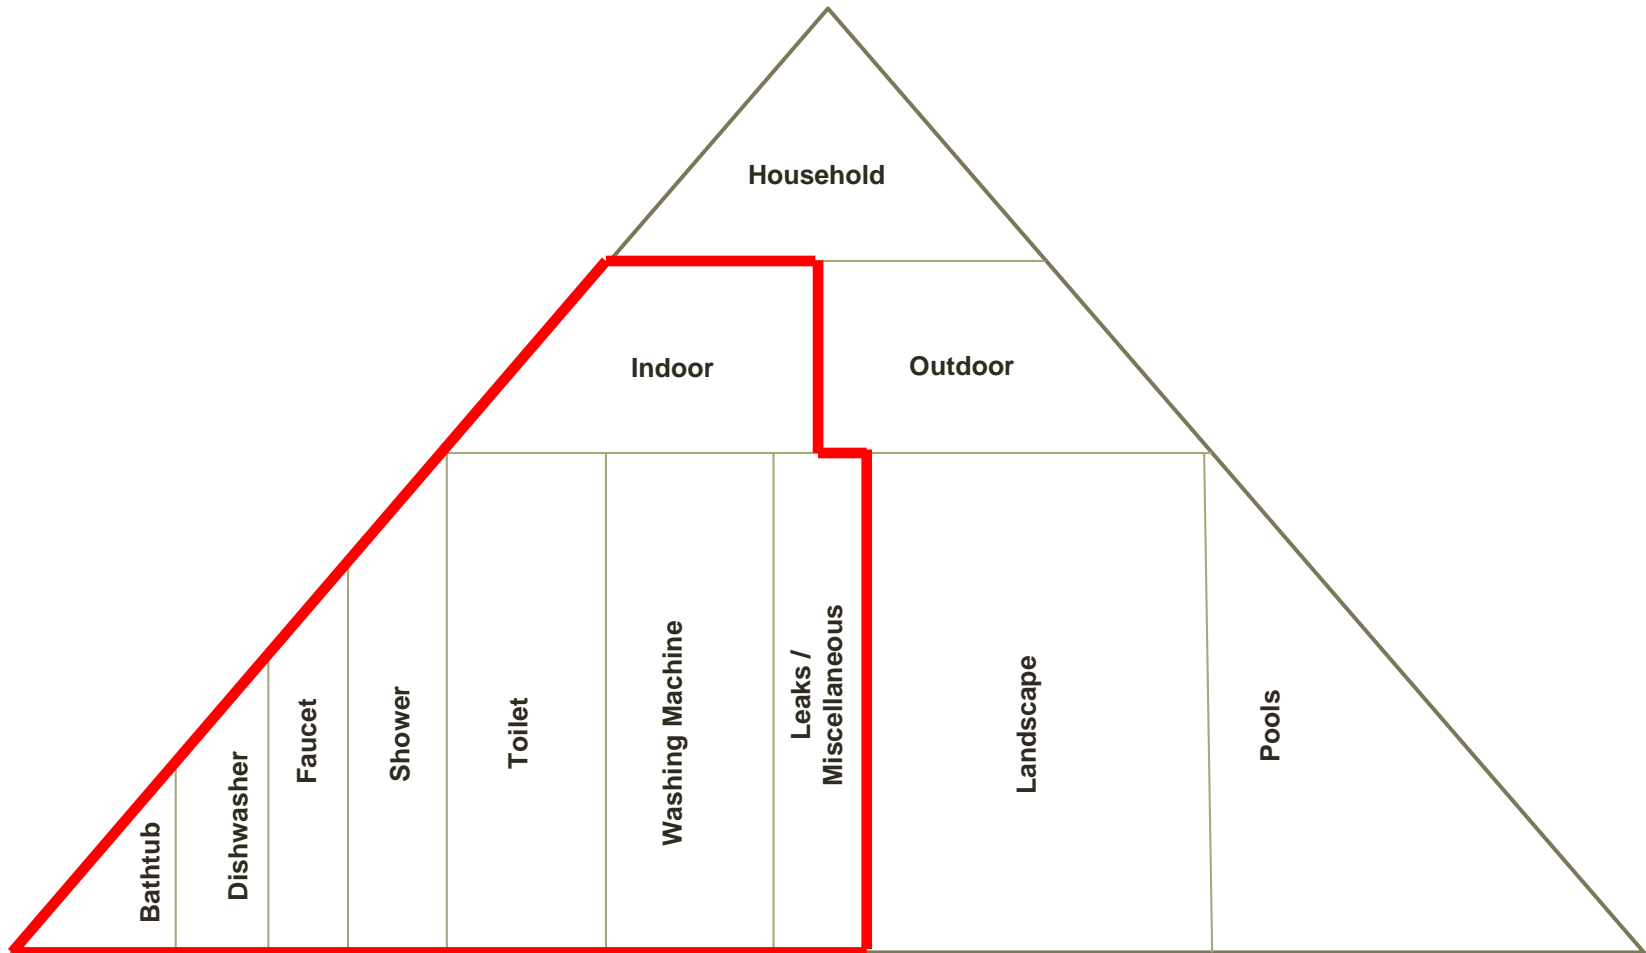 Household
Indoor
Outdoor
Bathtub
Dishwasher
Faucet
Shower
Toilet
Washing Machine
Leaks /
Miscellaneous
Landscape
Pools